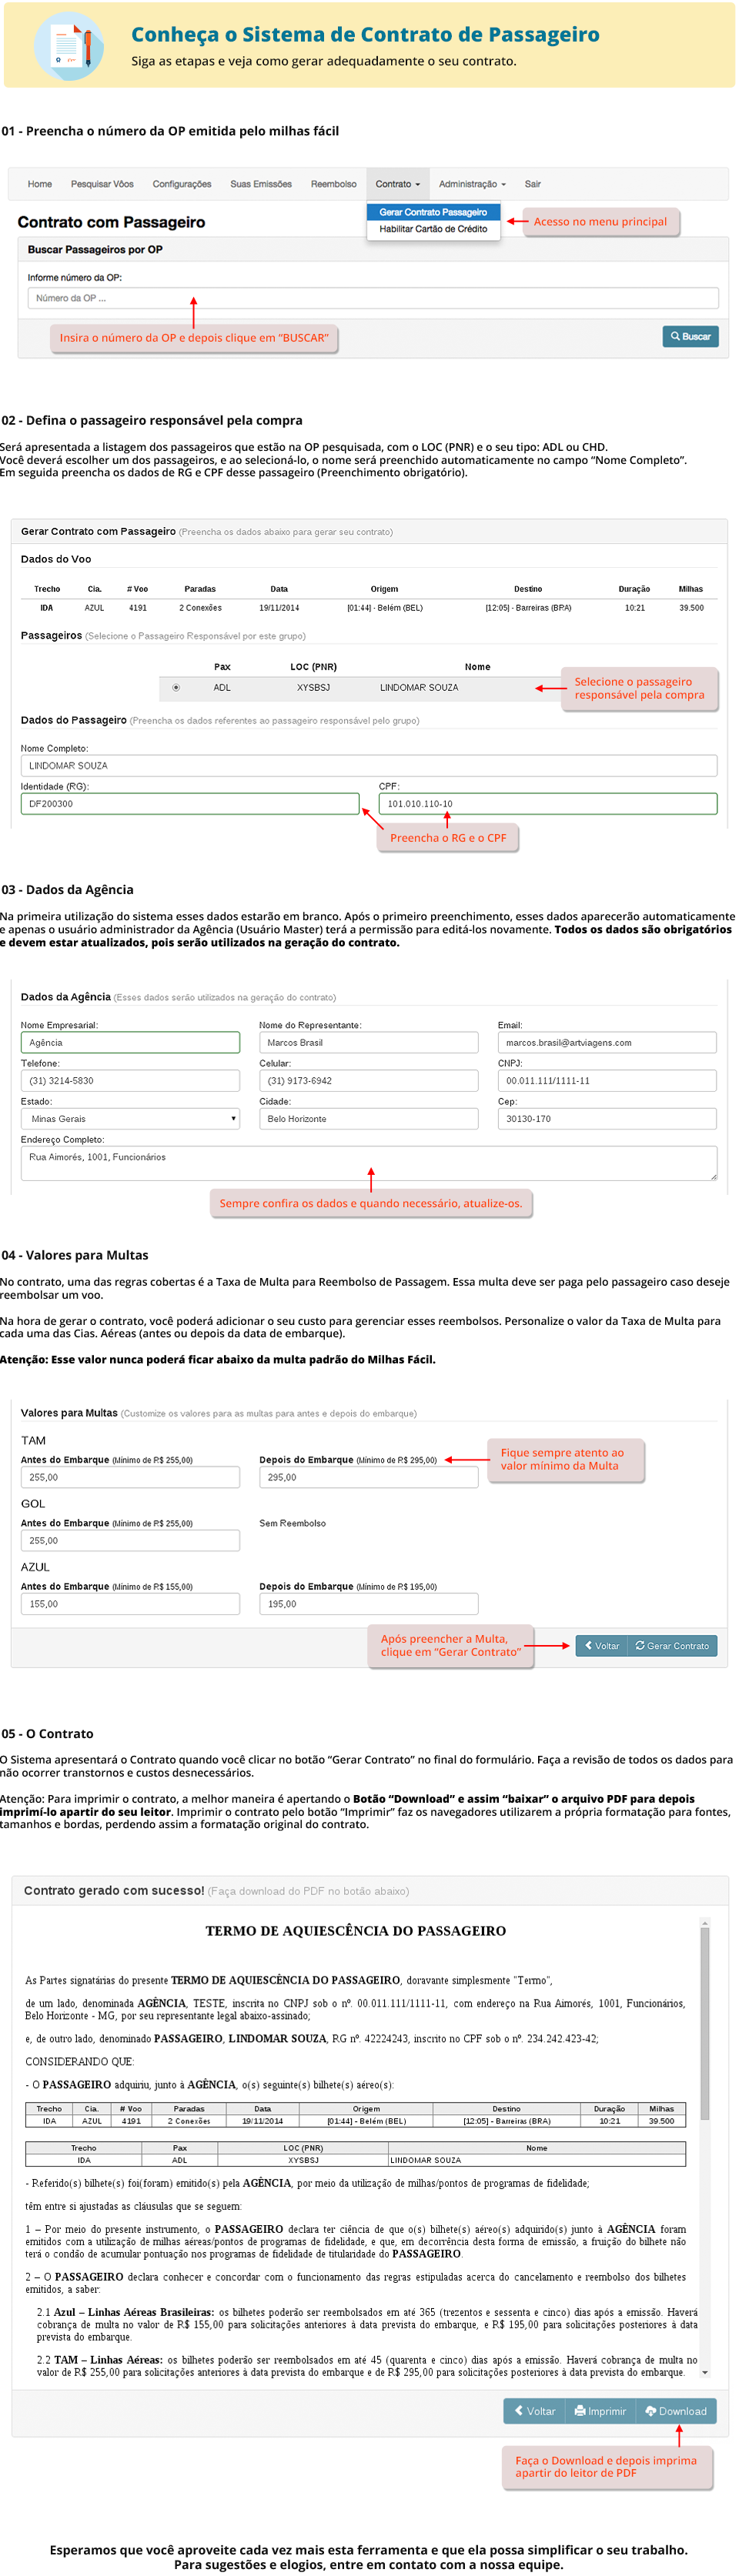 Conheça o Sistema de Contrato de Passageiro
Siga as etapas e veja como gerar adequadamente o seu contrato.
01 - Preencha o número da OP emitida pelo milhas fácil
Home Pesquisar Vôos Configurações Suas Emissões Reembolso Contrato Administração Sair
Gerar Contrato Passageiro
Habilitar Cartão de Crédito
Acesso no menu principal
Contrato com Passageiro
Buscar Passageiros por OP
Informe número da OP:
Número da OP ...
Insira o número da OP e depois clique em “BUSCAR”
Buscar
02 - Defina o passageiro responsável pela compra
Será apresentada a listagem dos passageiros que estão na OP pesquisada, com o LOC (PNR) e o seu tipo: ADL ou CHD.
Você deverá escolher um dos passageiros, e ao selecioná-lo, o nome será preenchido automaticamente no campo “Nome Completo”.
Em seguida preencha os dados de RG e CPF desse passageiro (Preenchimento obrigatório).
Gerar Contrato com Passageiro (Preencha os dados abaixo para gerar seu contrato)
Dados do Voo
Trecho Cia. # Voo Paradas Data Origem Destino Duração Milhas
IDA AZUL 4191 2 Conexões 19/11/2014 [01:44] - Belém (BEL) [12:05] - Barreiras (BRA) 10:21 39.500
Passageiros (Selecione o Passageiro Responsável por este grupo)
Pax LOC (PNR) Nome
ADL XYSBSJ LINDOMAR SOUZA
Selecione o passageiro
responsável pela compra
Dados do Passageiro (Preencha os dados referentes ao passageiro responsável pelo grupo)
Nome Completo:
LINDOMAR SOUZA
Identidade (RG): CPF:
DF200300 101.010.110-10
Preencha o RG e o CPF
03 - Dados da Agência
Na primeira utilização do sistema esses dados estarão em branco. Após o primeiro preenchimento, esses dados aparecerão automaticamente
e apenas o usuário administrador da Agência (Usuário Master) terá a permissão para editá-los novamente. Todos os dados são obrigatórios
e devem estar atualizados, pois serão utilizados na geração do contrato.
Dados da Agência (Esses dados serão utilizados na geração do contrato)
Nome Empresarial: Nome do Representante: Email:
Agência Marcos Brasil marcos.brasil@artviagens.com
Telefone: Celular: CNPJ:
(31) 3214-5830 (31) 9173-6942 00.011.111/1111-11
Estado: Cidade: Cep:
Minas Gerais Belo Horizonte 30130-170
Endereço Completo:
Rua Aimorés, 1001, Funcionários
Sempre confira os dados e quando necessário, atualize-os.
04 - Valores para Multas
No contrato, uma das regras cobertas é a Taxa de Multa para Reembolso de Passagem. Essa multa deve ser paga pelo passageiro caso deseje
reembolsar um voo.
Na hora de gerar o contrato, você poderá adicionar o seu custo para gerenciar esses reembolsos. Personalize o valor da Taxa de Multa para
cada uma das Cias. Aéreas (antes ou depois da data de embarque).
Atenção: Esse valor nunca poderá ficar abaixo da multa padrão do Milhas Fácil.
Valores para Multas (Customize os valores para as multas para antes e depois do embarque)
TAM
Antes do Embarque (Mínimo de R$ 255,00) Depois do Embarque (Mínimo de R$ 295,00)
255,00 295,00
Fique sempre atento ao
valor mínimo da Multa
GOL
Antes do Embarque (Mínimo de R$ 255,00) Sem Reembolso
255,00
AZUL
Antes do Embarque (Mínimo de R$ 155,00) Depois do Embarque (Mínimo de R$ 195,00)
155,00 195,00
Após preencher a Multa,
clique em “Gerar Contrato”
Voltar Gerar Contrato
05 - O Contrato
O Sistema apresentará o Contrato quando você clicar no botão “Gerar Contrato” no final do formulário. Faça a revisão de todos os dados para
não ocorrer transtornos e custos desnecessários.
Atenção: Para imprimir o contrato, a melhor maneira é apertando o Botão “Download” e assim “baixar” o arquivo PDF para depois
imprimí-lo apartir do seu leitor. Imprimir o contrato pelo botão “Imprimir” faz os navegadores utilizarem a própria formatação para fontes,
tamanhos e bordas, perdendo assim a formatação original do contrato.
Contrato gerado com sucesso! (Faça download do PDF no botão abaixo)
TERMO DE AQUIESCÊNCIA DO PASSAGEIRO
As Partes signatárias do presente TERMO DE AQUIESCÊNCIA DO PASSAGEIRO, doravante simplesmente "Termo",
de um lado, denominada AGÊNCIA, TESTE, inscrita no CNPJ sob o nº. 00.011.111/1111-11, com endereço na Rua Aimorés, 1001, Funcionários,
Belo Horizonte - MG, por seu representante legal abaixo-assinado;
e, de outro lado, denominado PASSAGEIRO, LINDOMAR SOUZA, RG nº. 42224243, inscrito no CPF sob o nº. 234.242.423-42;
CONSIDERANDO QUE:
- O PASSAGEIRO adquiriu, junto à AGÊNCIA, o(s) seguinte(s) bilhete(s) aéreo(s):
Trecho Cia. # Voo Paradas Data Origem Destino Duração Milhas
IDA AZUL 4191 2 Conexões 19/11/2014 [01:44] - Belém (BEL) [12:05] - Barreiras (BRA) 10:21 39.500
Trecho Pax LOC (PNR) Nome
IDA ADL XYSBSJ LINDOMAR SOUZA
- Referido(s) bilhete(s) foi(foram) emitido(s) pela AGÊNCIA, por meio da utilização de milhas/pontos de programas de fidelidade;
têm entre si ajustadas as cláusulas que se seguem:
1 – Por meio do presente instrumento, o PASSAGEIRO declara ter ciência de que o(s) bilhete(s) aéreo(s) adquirido(s) junto à AGÊNCIA foram
emitidos com a utilização de milhas aéreas/pontos de programas de fidelidade, e que, em decorrência desta forma de emissão, a fruição do bilhete não
terá o condão de acumular pontuação nos programas de fidelidade de titularidade do PASSAGEIRO.
2 – O PASSAGEIRO declara conhecer e concordar com o funcionamento das regras estipuladas acerca do cancelamento e reembolso dos bilhetes
emitidos, a saber:
2.1 Azul – Linhas Aéreas Brasileiras: os bilhetes poderão ser reembolsados em até 365 (trezentos e sessenta e cinco) dias após a emissão. Haverá
cobrança de multa no valor de R$ 155,00 para solicitações anteriores à data prevista do embarque, e R$ 195,00 para solicitações posteriores à data
prevista do embarque.
2.2 TAM – Linhas Aéreas: os bilhetes poderão ser reembolsados em até 45 (quarenta e cinco) dias após a emissão. Haverá cobrança de multa no
valor de R$ 255,00 para solicitações anteriores à data prevista do embarque e de R$ 295,00 para solicitações posteriores à data prevista do embarque.
Voltar Imprimir Download
Faça o Download e depois imprima
apartir do leitor de PDF
Esperamos que você aproveite cada vez mais esta ferramenta e que ela possa simplificar o seu trabalho.
Para sugestões e elogios, entre em contato com a nossa equipe.